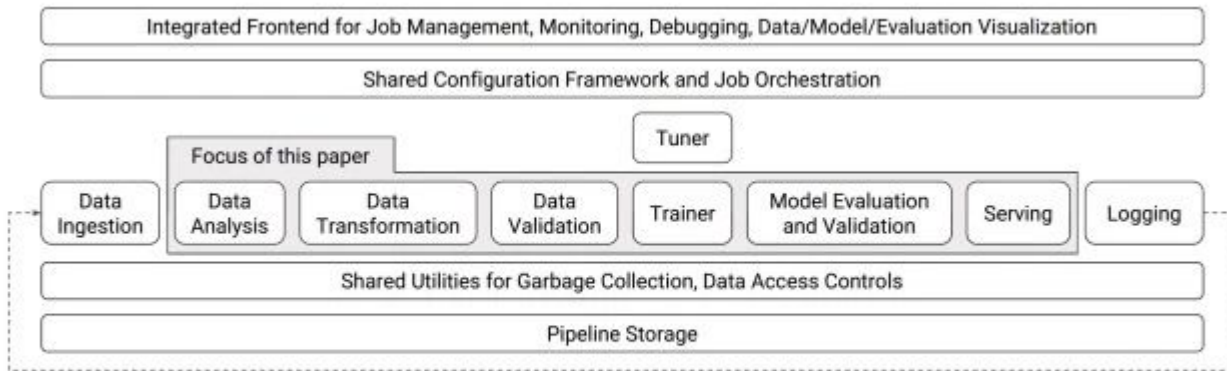 Integrated Frontend for Job Management, Monitoring, Debugging, Data/Model/Evaluation Visualization
Shared Configuration Framework and Job Orchestration
Tuner
Focus of this paper
Data
Ingestion
Data
Analysis
Data
Transformation
Data
Validation
Trainer
Model Evaluation
and Validation
Serving
Logging
Shared Utilities for Garbage Collection, Data Access Controls
Pipeline Storage